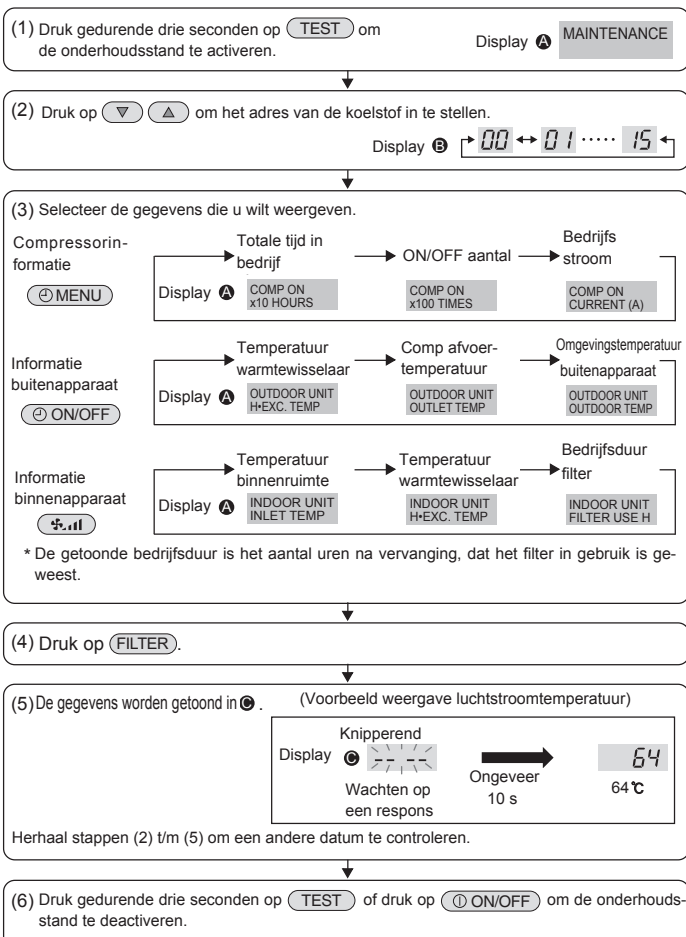 (1) Druk gedurende drie seconden op TEST om
de onderhoudsstand te activeren.
Display A MAINTENANCE
(2) Druk op ▽ △ om het adres van de koelstof in te stellen.
Display B 00 ↔ 01 ····· 15
(3) Selecteer de gegevens die u wilt weergeven.
Compressorin-
formatie
MENU
Totale tijd in
bedrijf
ON/OFF aantal
Bedrijfs
stroom
Display A
COMP ON
x10 HOURS
COMP ON
x100 TIMES
COMP ON
CURRENT (A)
Informatie
buitenapparaat
ON/OFF
Temperatuur
warmtewisselaar
Comp afvoer-
temperatuur
Omgevingstemperatuur
buitenapparaat
Display A
OUTDOOR UNIT
H•EXC. TEMP
OUTDOOR UNIT
OUTLET TEMP
OUTDOOR UNIT
OUTDOOR TEMP
Informatie
binnenapparaat
Temperatuur
binnenruimte
Temperatuur
warmtewisselaar
Bedrijfsduur
filter
Display A
INDOOR UNIT
INLET TEMP
INDOOR UNIT
H•EXC. TEMP
INDOOR UNIT
FILTER USE H
* De getoonde bedrijfsduur is het aantal uren na vervanging, dat het filter in gebruik is ge-
weest.
(4) Druk op FILTER.
(5) De gegevens worden getoond in C.
(Voorbeeld weergave luchtstroomtemperatuur)
Knipperend
Display C -- --
Wachten op
een respons
Ongeveer
10 s
64
64℃
Herhaal stappen (2) t/m (5) om een andere datum te controleren.
(6) Druk gedurende drie seconden op TEST of druk op ON/OFF om de onderhouds-
stand te deactiveren.